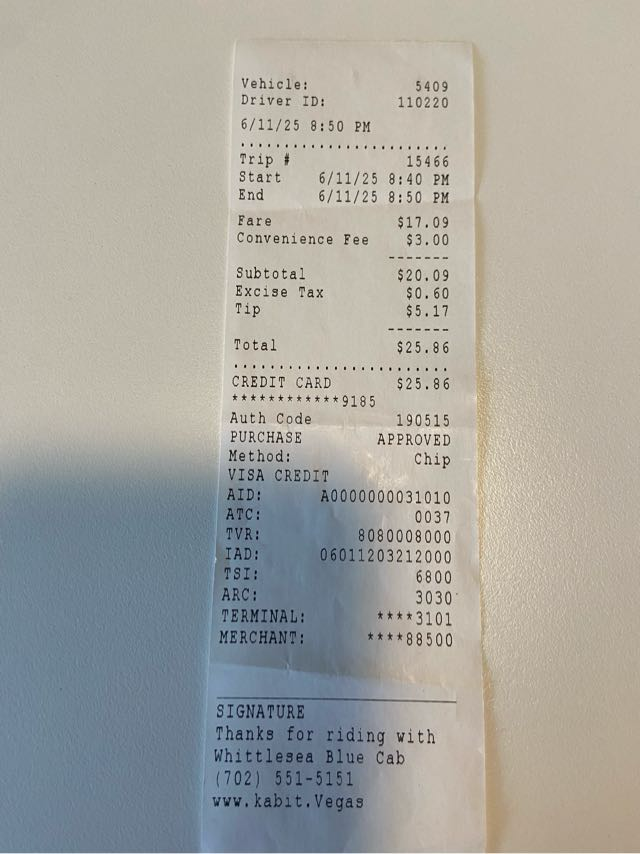 Vehicle: 5409
Driver ID: 110220
6/11/25 8:50 PM
........................
Trip # 15466
Start 6/11/25 8:40 PM
End 6/11/25 8:50 PM
Fare $17.09
Convenience Fee $3.00
-------
Subtotal $20.09
Excise Tax $0.60
Tip $5.17
-------
Total $25.86
........................
CREDIT CARD $25.86
************9185
Auth Code 190515
PURCHASE APPROVED
Method: Chip
VISA CREDIT
AID: A0000000031010
ATC: 0037
TVR: 8080008000
IAD: 06011203212000
TSI: 6800
ARC: 3030
TERMINAL: ****3101
MERCHANT: ****88500
SIGNATURE
Thanks for riding with
Whittlesea Blue Cab
(702) 551-5151
www.kabit.Vegas